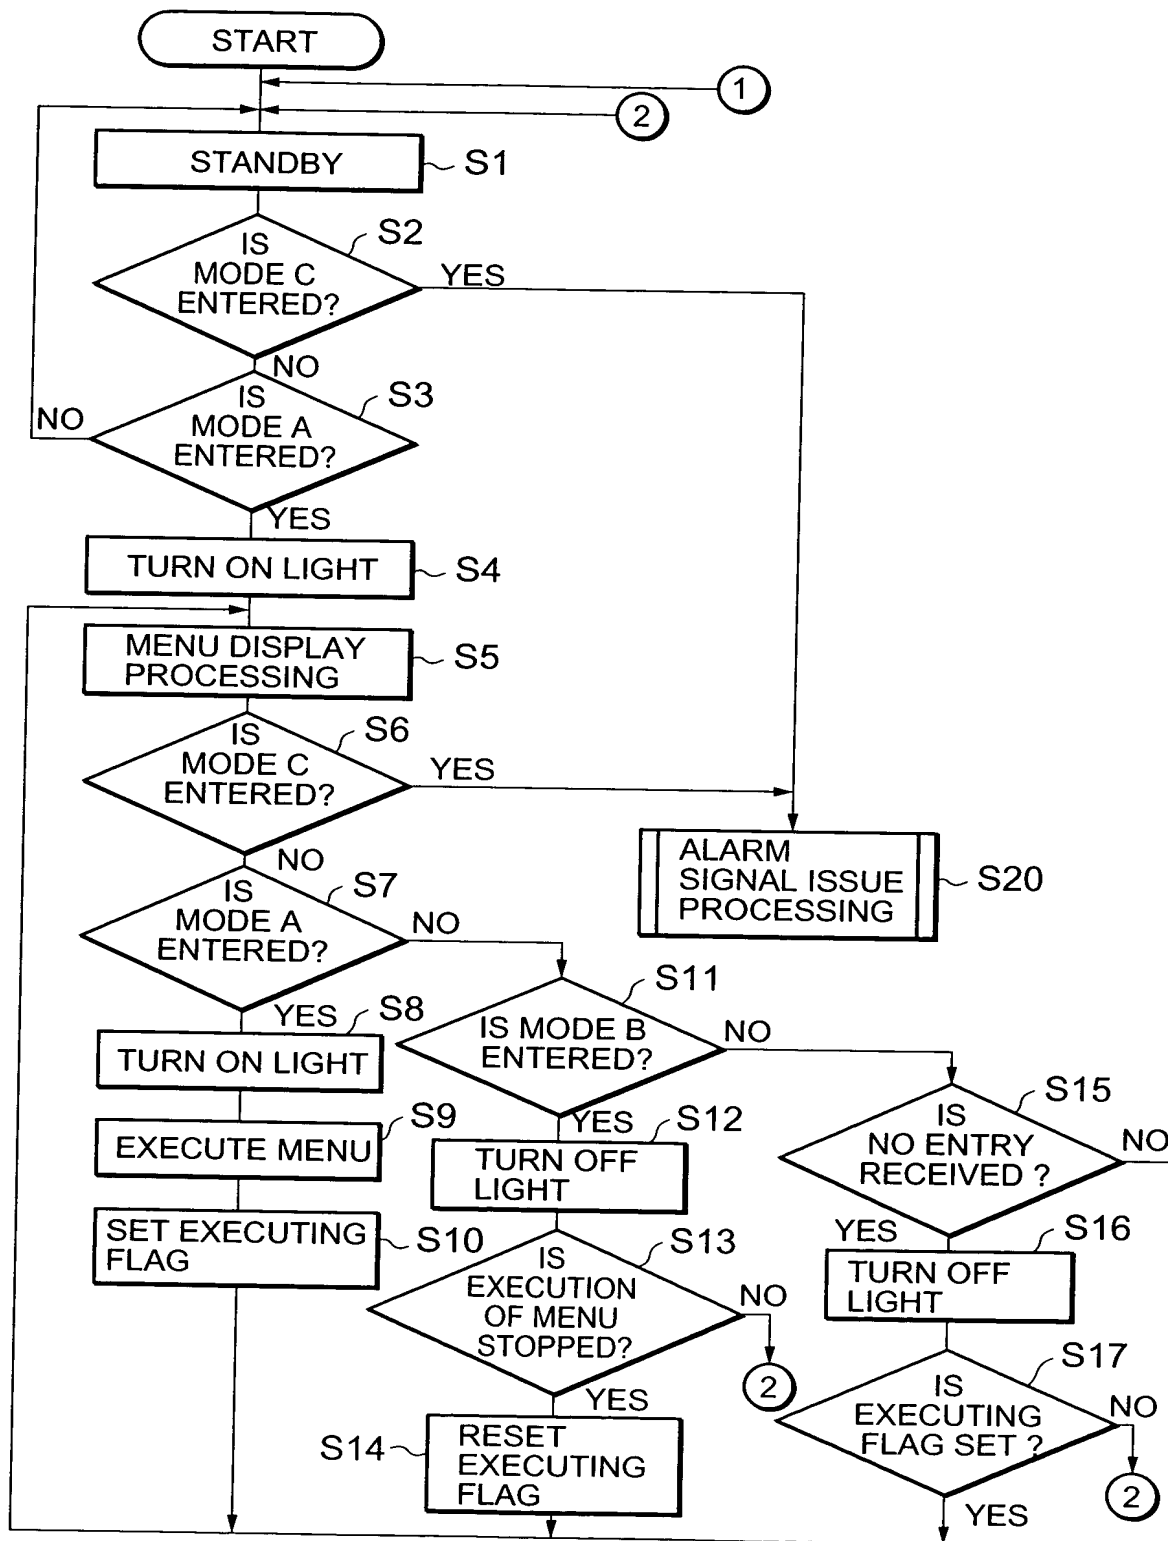 START
1
2
STANDBY
S1
IS
MODE C
ENTERED?
S2
YES
NO
IS
MODE A
ENTERED?
S3
NO
YES
TURN ON LIGHT
S4
MENU DISPLAY
PROCESSING
S5
IS
MODE C
ENTERED?
S6
YES
NO
ALARM
SIGNAL ISSUE
PROCESSING
S20
IS
MODE A
ENTERED?
S7
NO
YES
TURN ON LIGHT
S8
EXECUTE MENU
S9
SET EXECUTING
FLAG
S10
IS MODE B
ENTERED?
S11
NO
YES
TURN OFF
LIGHT
S12
IS
EXECUTION
OF MENU
STOPPED?
S13
NO
2
YES
RESET
EXECUTING
FLAG
S14
IS
NO ENTRY
RECEIVED ?
S15
NO
YES
TURN OFF
LIGHT
S16
IS
EXECUTING
FLAG SET ?
S17
NO
2
YES